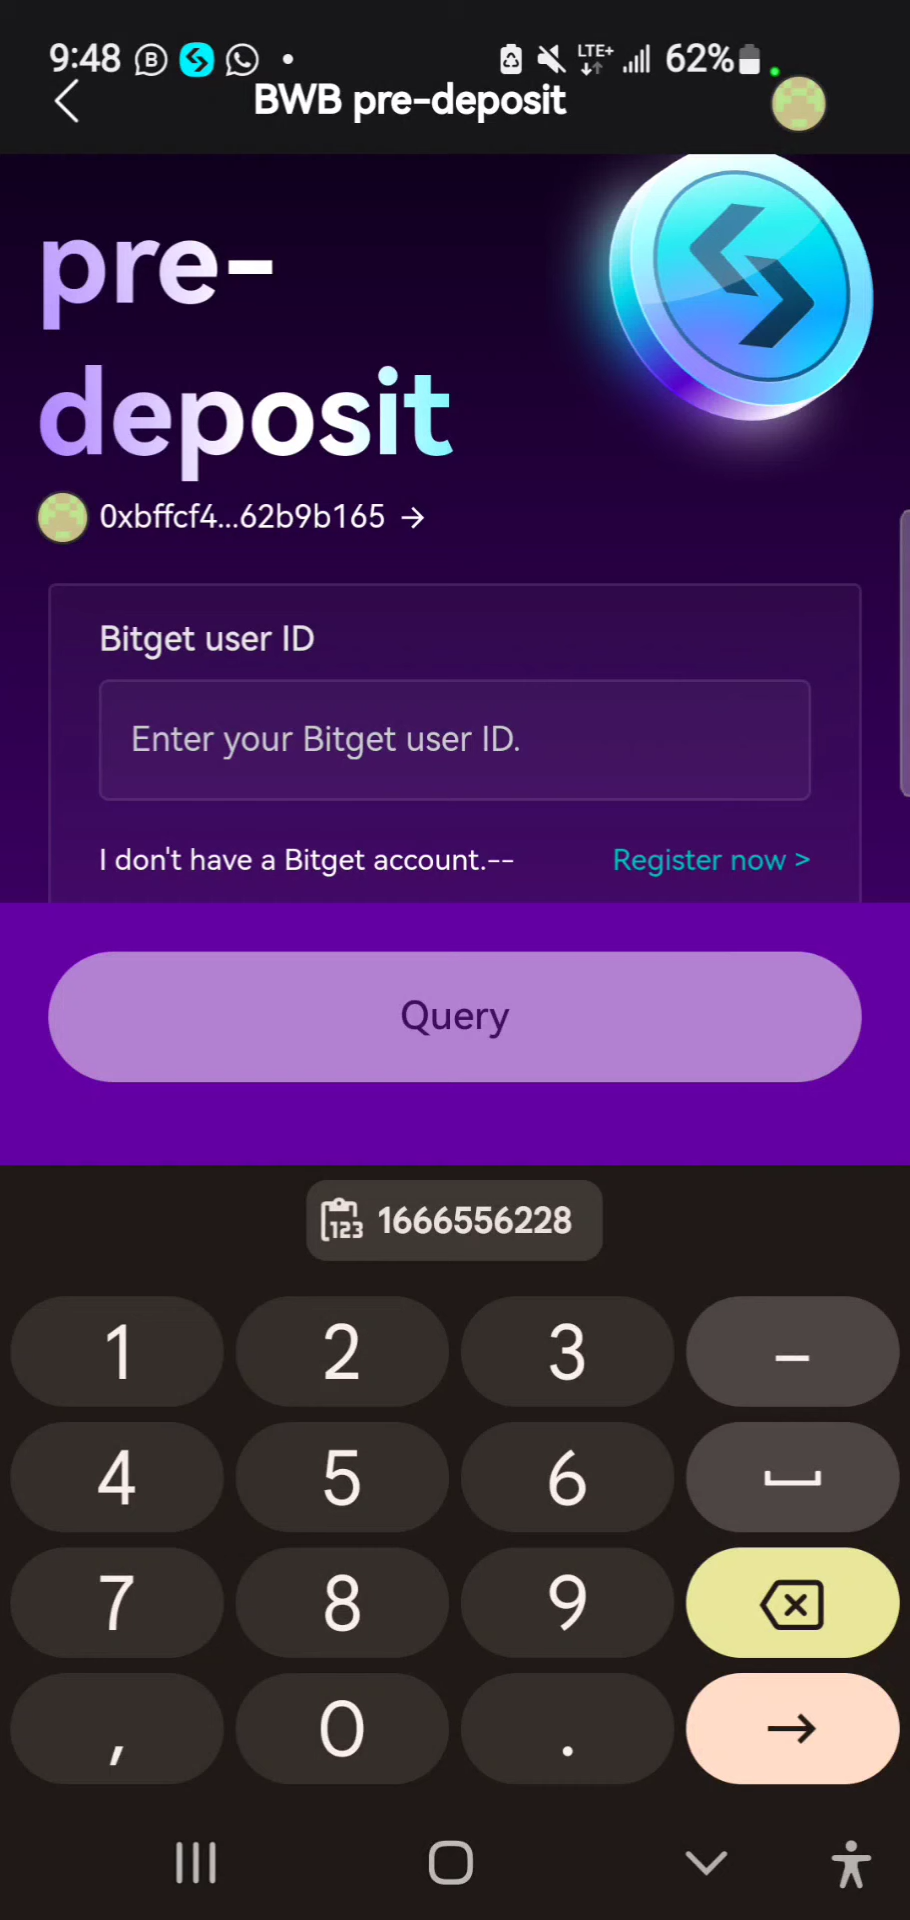 9:48 B LTE+ 62%
BWB pre-deposit
pre-
deposit
0xbffcf4...62b9b165 →
Bitget user ID
Enter your Bitget user ID.
I don't have a Bitget account.-- Register now >
Query
123 1666556228
1 2 3 –
4 5 6
7 8 9
, 0 . →